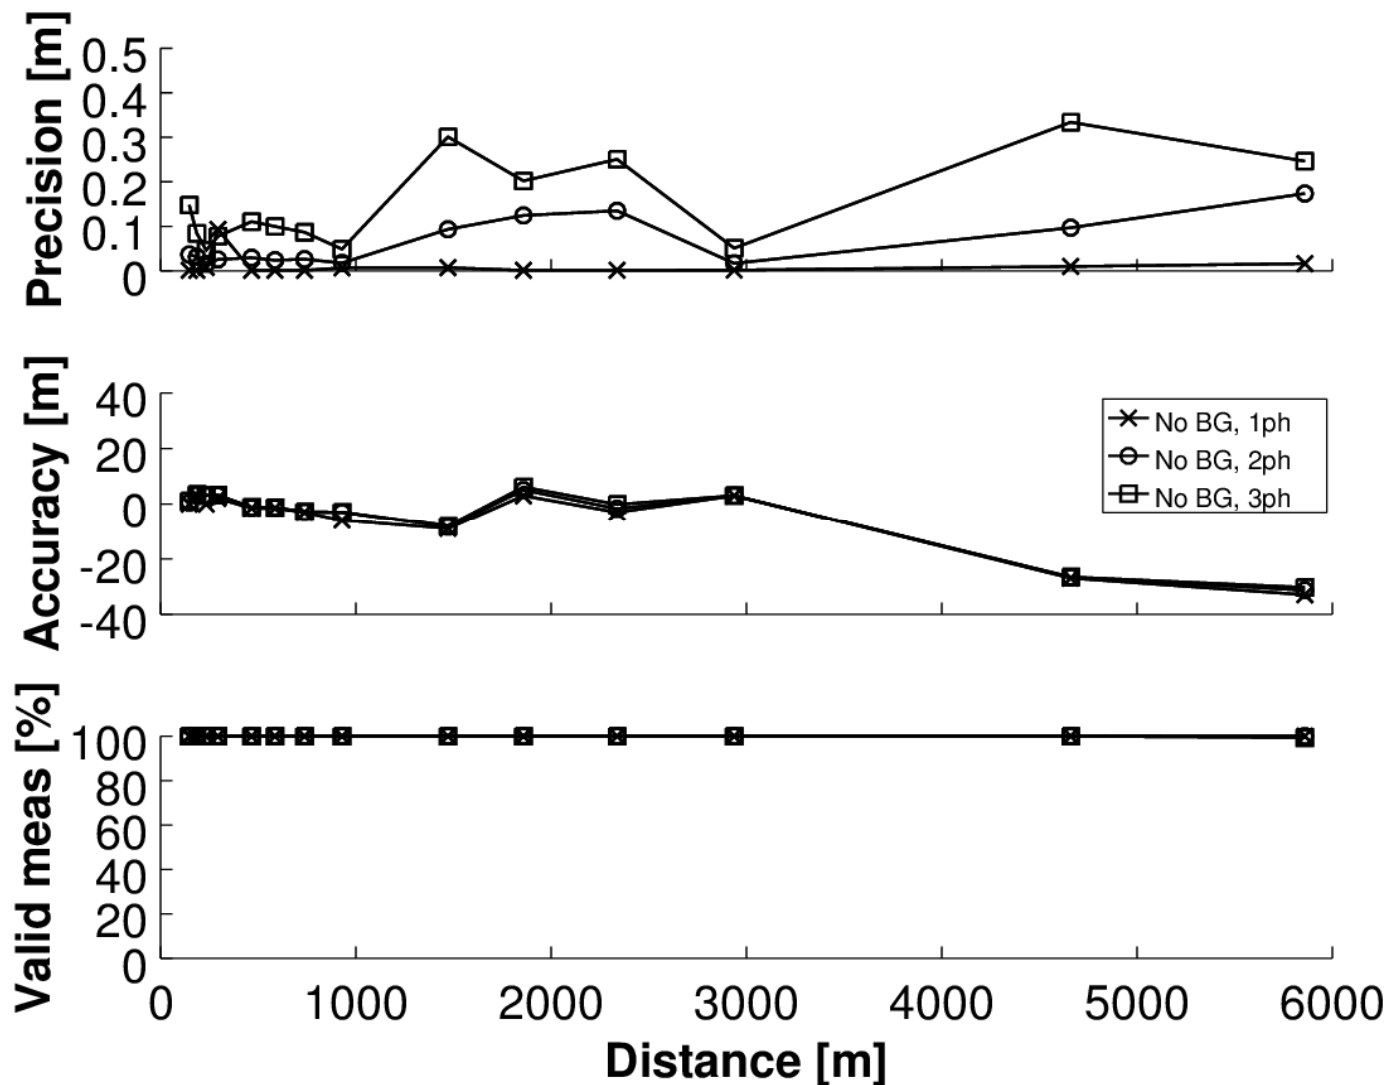 Precision [m]
0.5
0.4
0.3
0.2
0.1
0
Accuracy [m]
40
20
0
-20
-40
No BG, 1ph
No BG, 2ph
No BG, 3ph
Valid meas [%]
100
80
60
40
20
0
0 1000 2000 3000 4000 5000 6000
Distance [m]